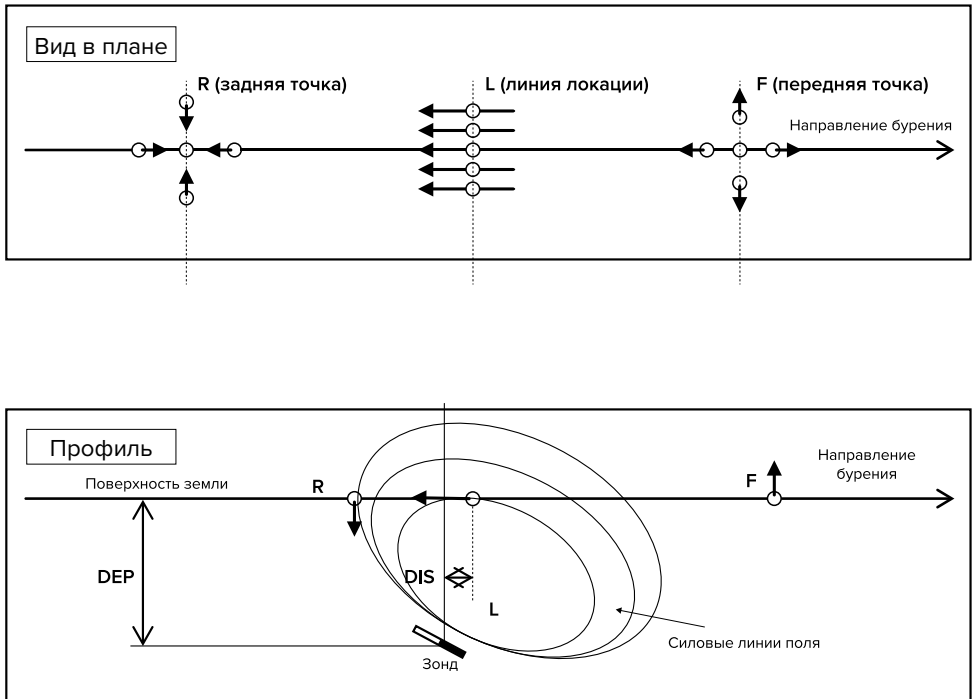 Вид в плане
R (задняя точка)
L (линия локации)
F (передняя точка)
Направление бурения
Профиль
Поверхность земли
R
F
Направление
бурения
DEP
DIS
L
Силовые линии поля
Зонд